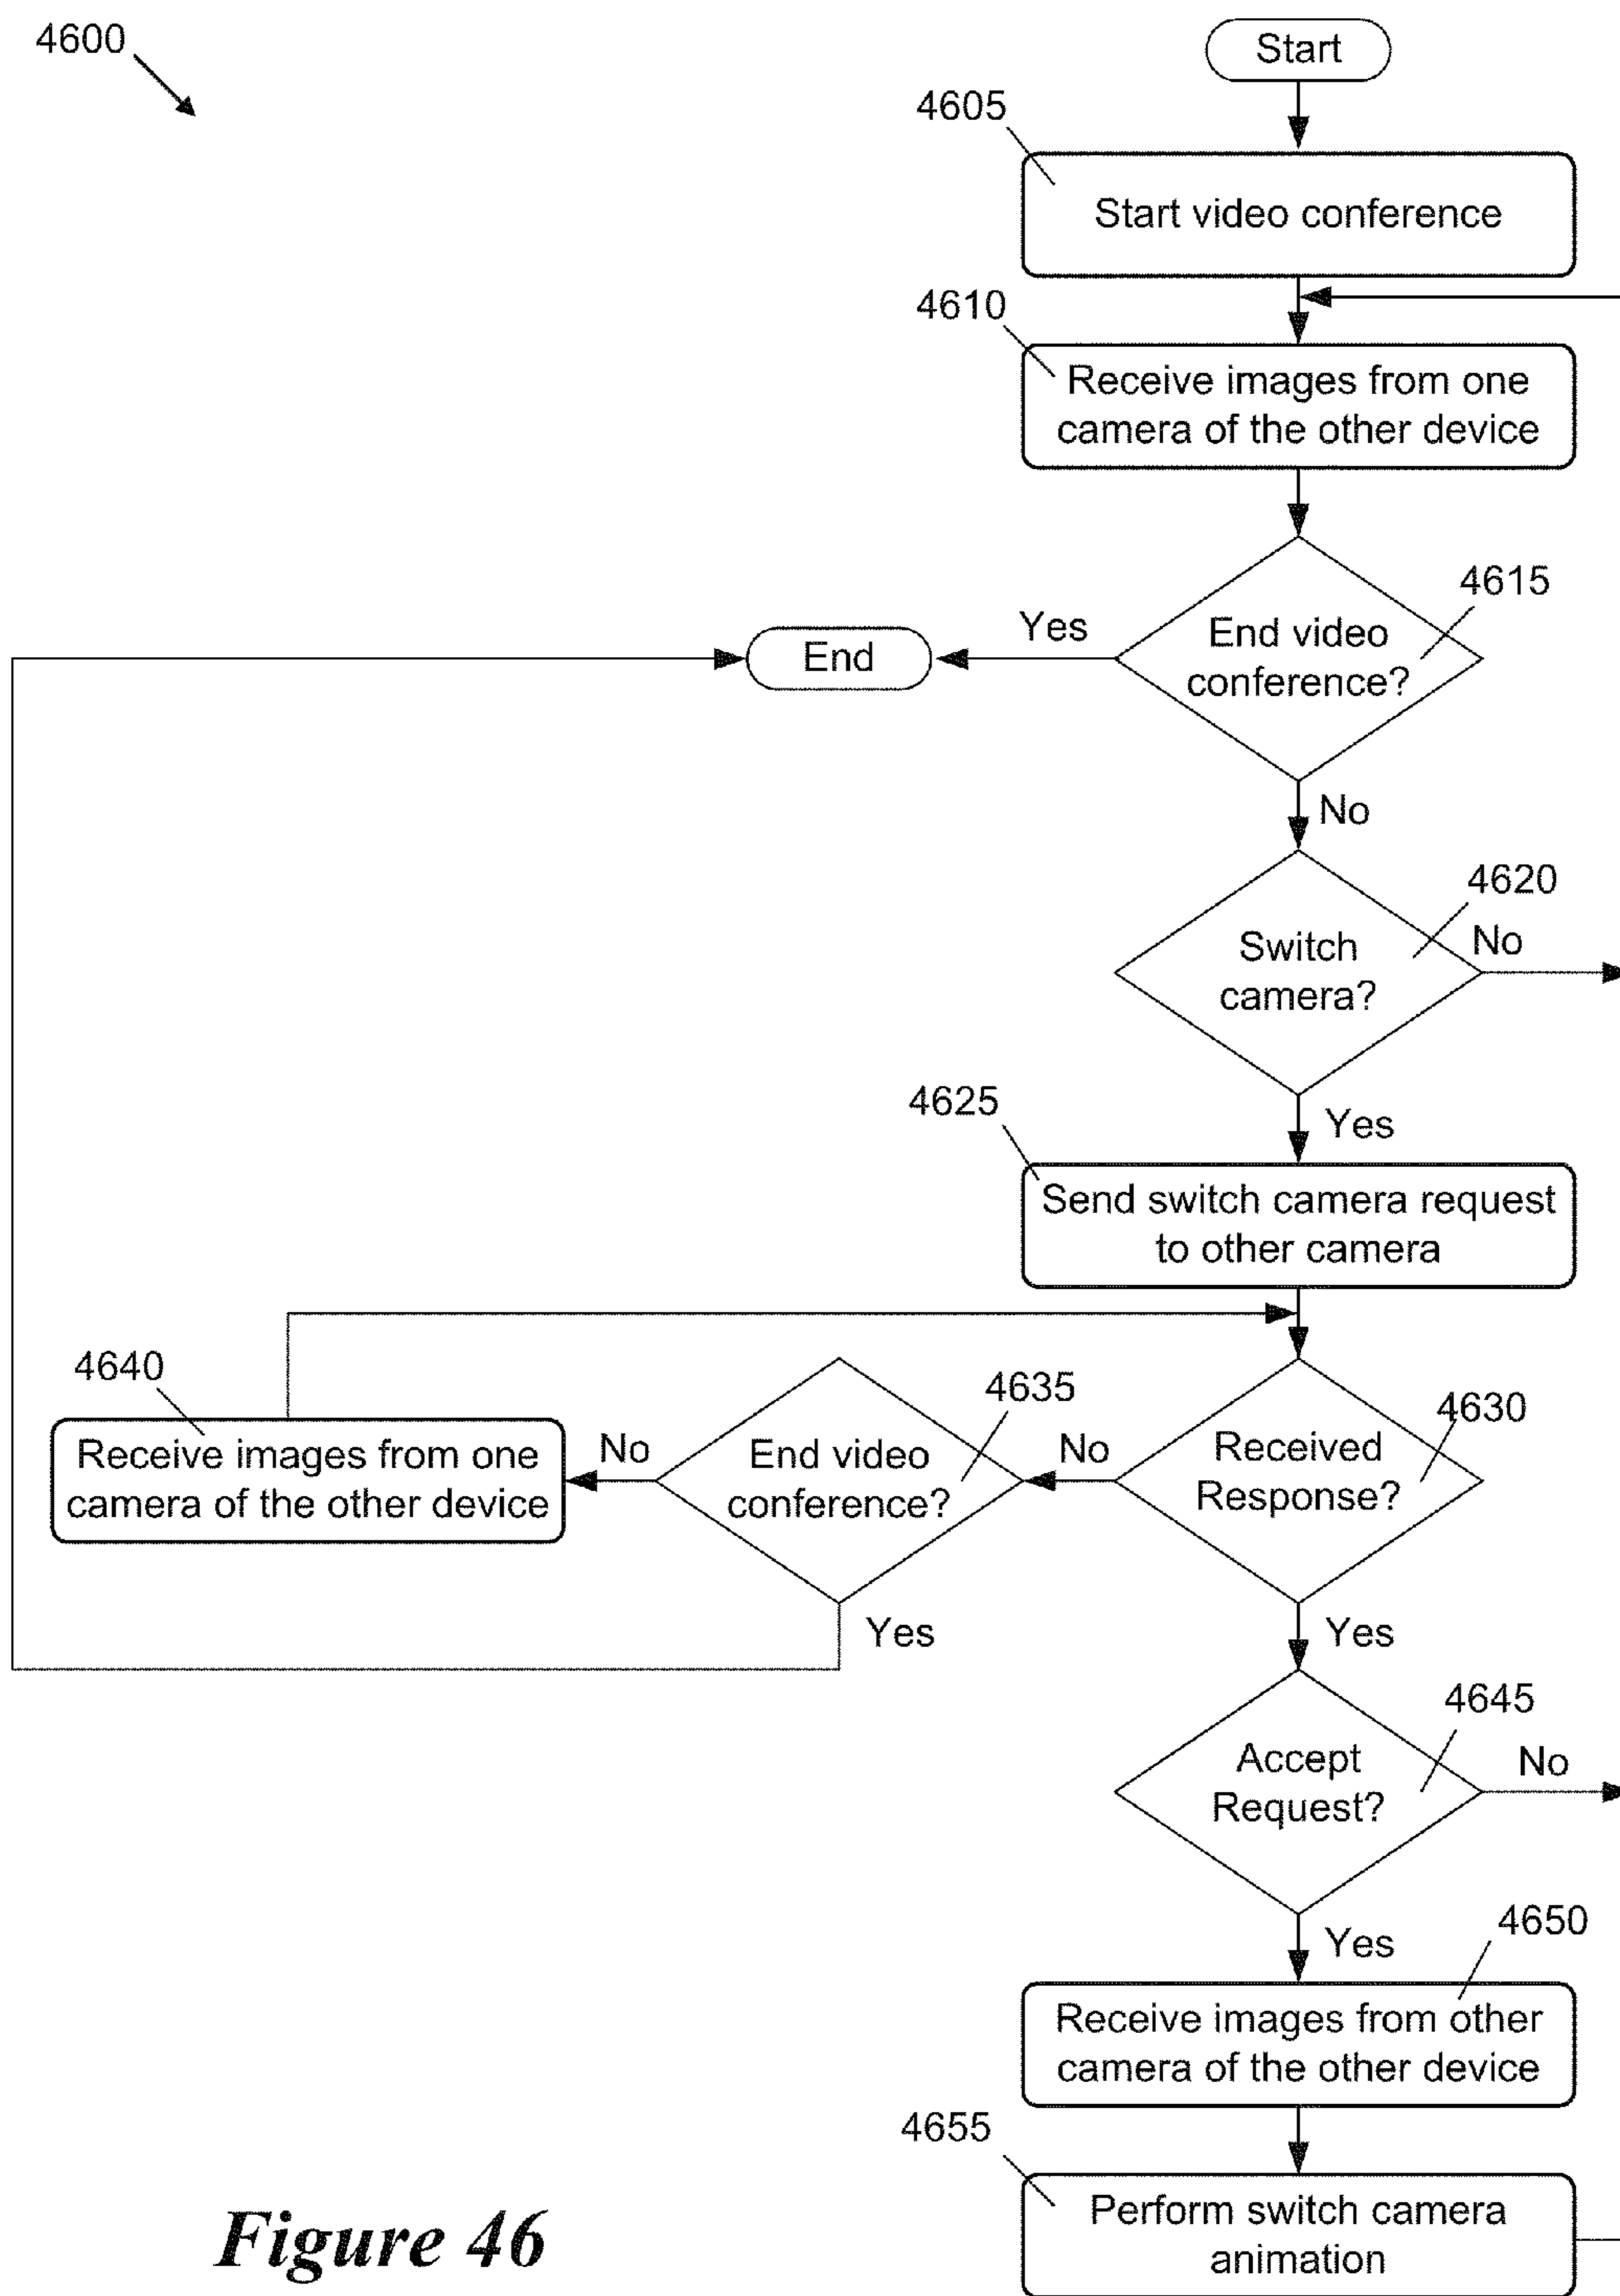 4600
Start
4605
Start video conference
4610
Receive images from one
camera of the other device
4615
End video
conference?
Yes
End
No
4620
Switch
camera?
No
Yes
4625
Send switch camera request
to other camera
4640
Receive images from one
camera of the other device
No
4635
End video
conference?
Yes
No
4630
Received
Response?
Yes
4645
Accept
Request?
No
Yes
4650
Receive images from other
camera of the other device
4655
Perform switch camera
animation
Figure 46